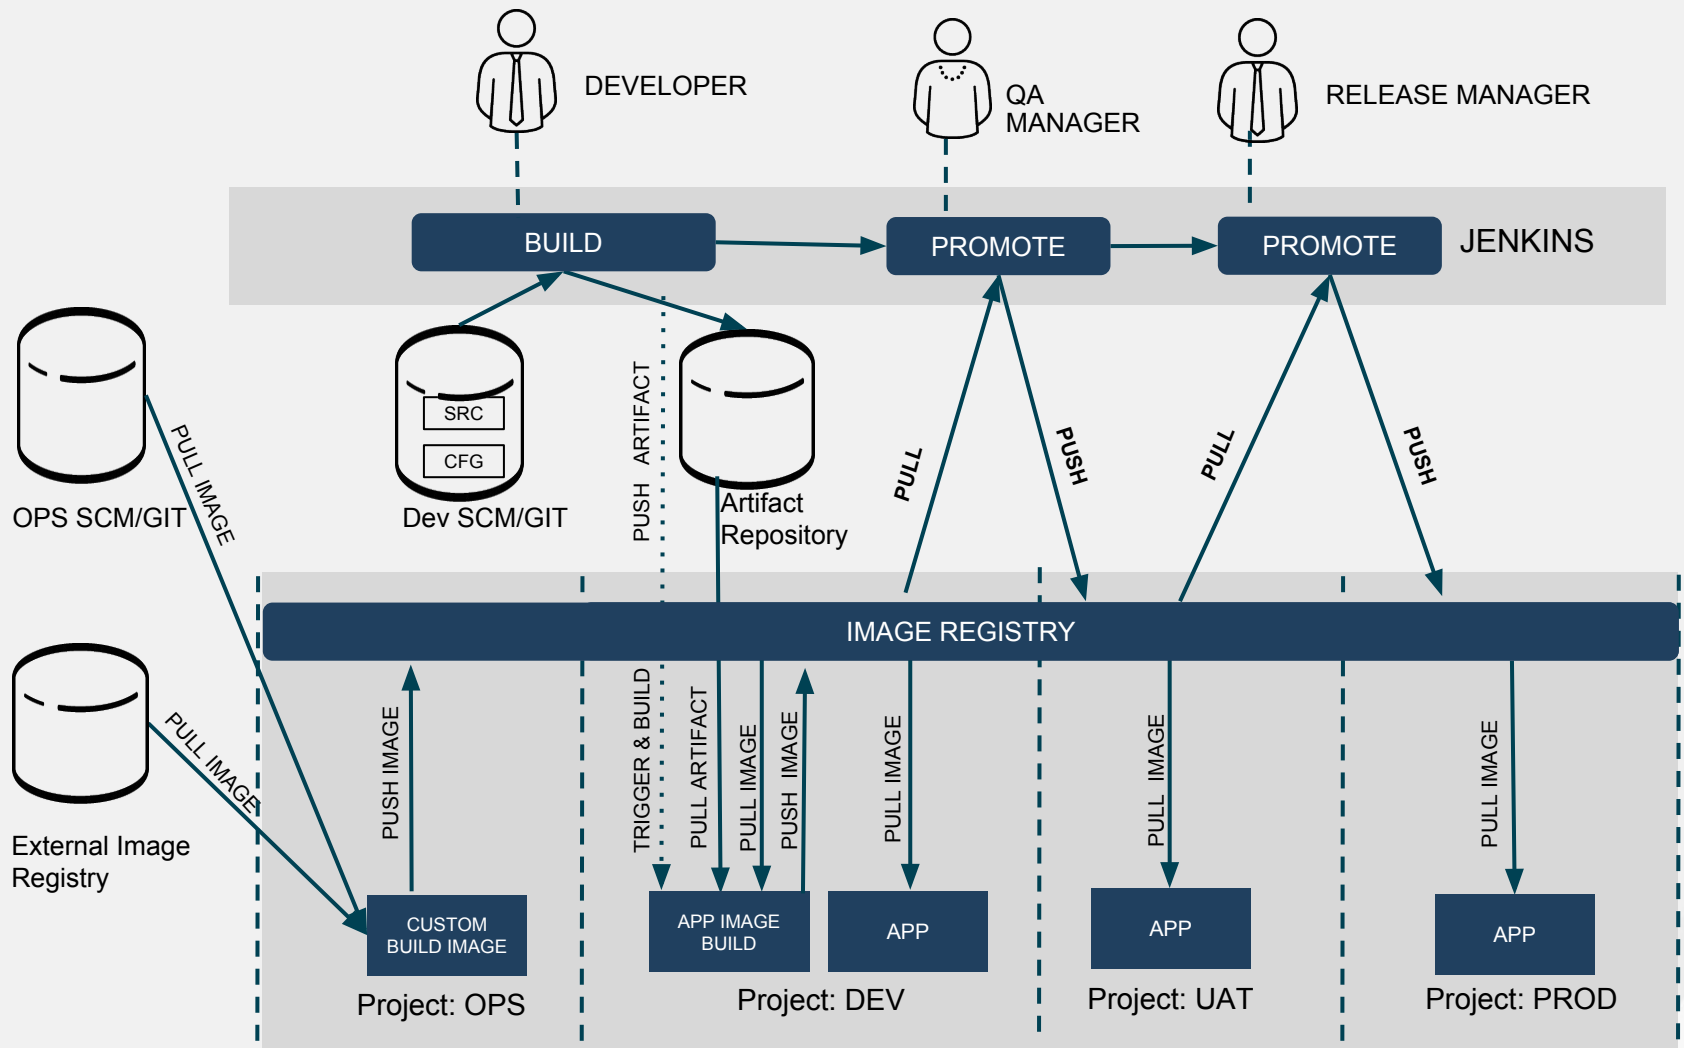 DEVELOPER
QA
MANAGER
RELEASE MANAGER
BUILD
PROMOTE
PROMOTE
JENKINS
SRC
CFG
OPS SCM/GIT
Dev SCM/GIT
Artifact
Repository
PULL IMAGE
PUSH ARTIFACT
PULL
PUSH
PULL
PUSH
IMAGE REGISTRY
External Image
Registry
PULL IMAGE
PUSH IMAGE
TRIGGER & BUILD
PULL ARTIFACT
PULL IMAGE
PUSH IMAGE
PULL IMAGE
PULL IMAGE
PULL IMAGE
CUSTOM
BUILD IMAGE
APP IMAGE
BUILD
APP
APP
APP
Project: OPS
Project: DEV
Project: UAT
Project: PROD